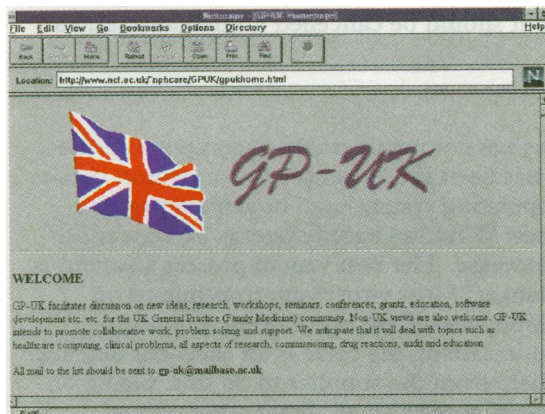 Netscape - [GP-UK Homepage]
File Edit View Go Bookmarks Options Directory Help
Back Home Reload Open Print Find
Location: http://www.ncl.ac.uk/~nphcare/GPUK/gpukhome.html
N
GP-UK
WELCOME
GP-UK facilitates discussion on new ideas, research, workshops, seminars, conferences, grants, education, software
development etc. etc. for the UK General Practice (Family Medicine) community. Non-UK views are also welcome. GP-UK
intends to promote collaborative work, problem solving and support. We anticipate that it will deal with topics such as
healthcare computing, clinical problems, all aspects of research, commissioning, drug reactions, audit and education.
All mail to the list should be sent to gp-uk@mailbase.ac.uk